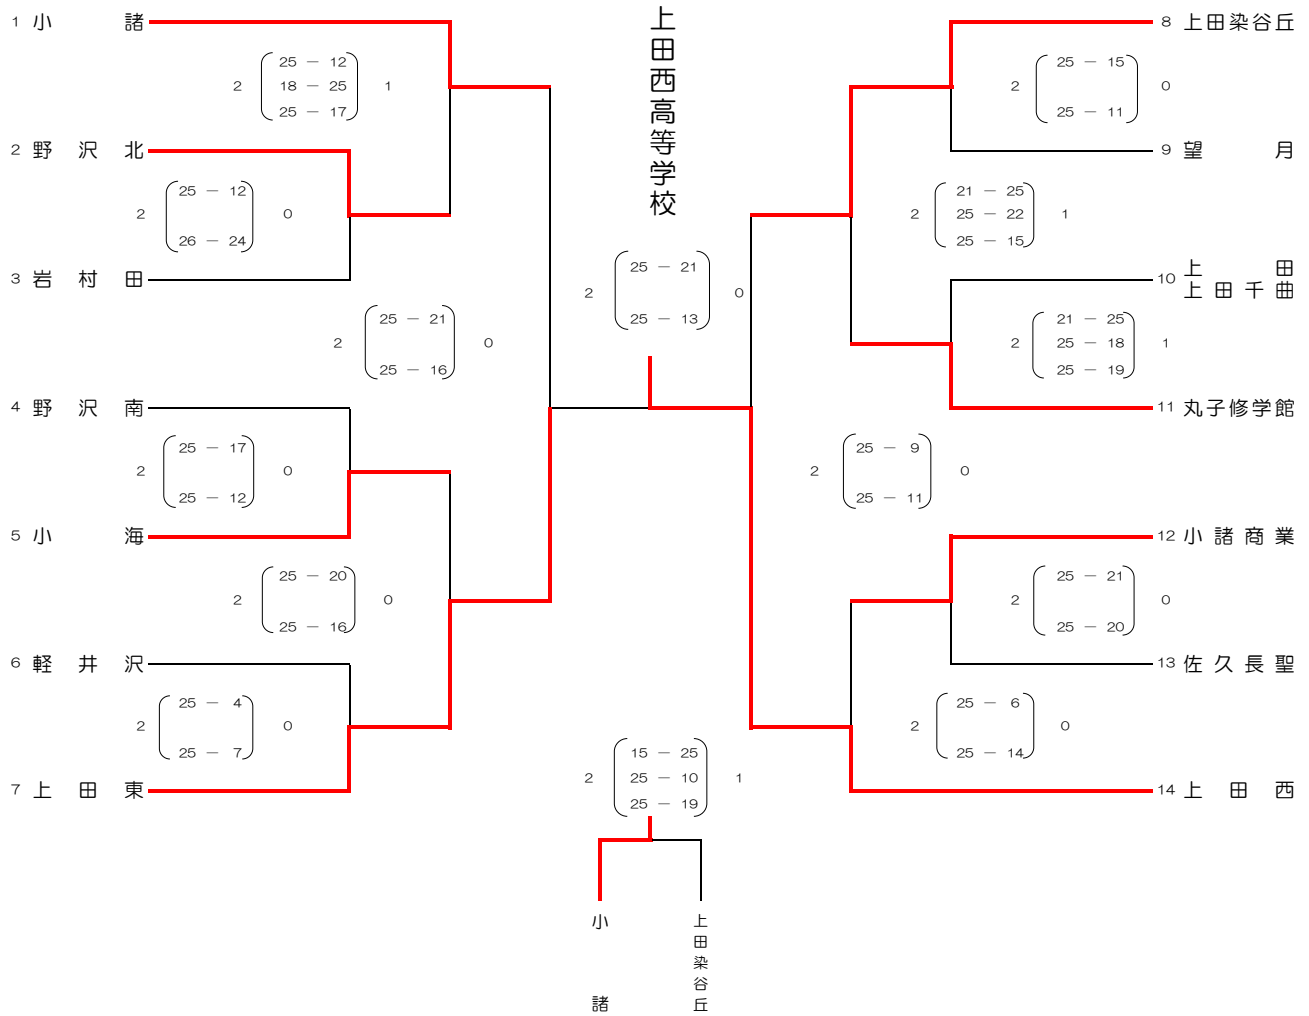 上田西高等学校
1 小諸
2 ( 25 − 12
18 − 25
25 − 17 ) 1
2 野沢北
2 ( 25 − 12
26 − 24 ) 0
3 岩村田
2 ( 25 − 21
25 − 16 ) 0
4 野沢南
2 ( 25 − 17
25 − 12 ) 0
5 小海
2 ( 25 − 20
25 − 16 ) 0
6 軽井沢
2 ( 25 − 4
25 − 7 ) 0
7 上田東
2 ( 25 − 21
25 − 13 ) 0
8 上田染谷丘
2 ( 25 − 15
25 − 11 ) 0
9 望月
2 ( 21 − 25
25 − 22
25 − 15 ) 1
10 上田
上田千曲
2 ( 21 − 25
25 − 18
25 − 19 ) 1
11 丸子修学館
2 ( 25 − 9
25 − 11 ) 0
12 小諸商業
2 ( 25 − 21
25 − 20 ) 0
13 佐久長聖
2 ( 25 − 6
25 − 14 ) 0
14 上田西
2 ( 15 − 25
25 − 10
25 − 19 ) 1
小諸
上田染谷丘